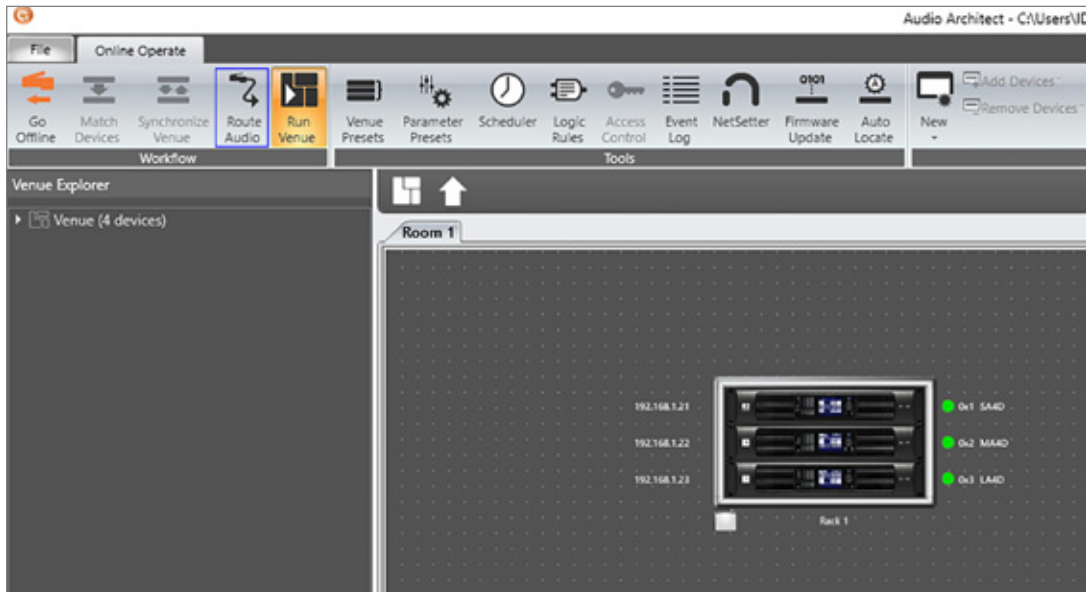 Audio Architect - C:\Users\ID
File
Online Operate
Go Offline
Match Devices
Synchronize Venue
Route Audio
Run Venue
Venue Presets
Parameter Presets
Scheduler
Logic Rules
Access Control
Event Log
NetSetter
0101
Firmware Update
Auto Locate
New
Add Devices
Remove Devices
Workflow
Tools
Venue Explorer
Venue (4 devices)
Room 1
192.168.1.21
0x1 SA4D
192.168.1.22
0x2 MA4D
192.168.1.23
0x3 LA4D
Rack 1